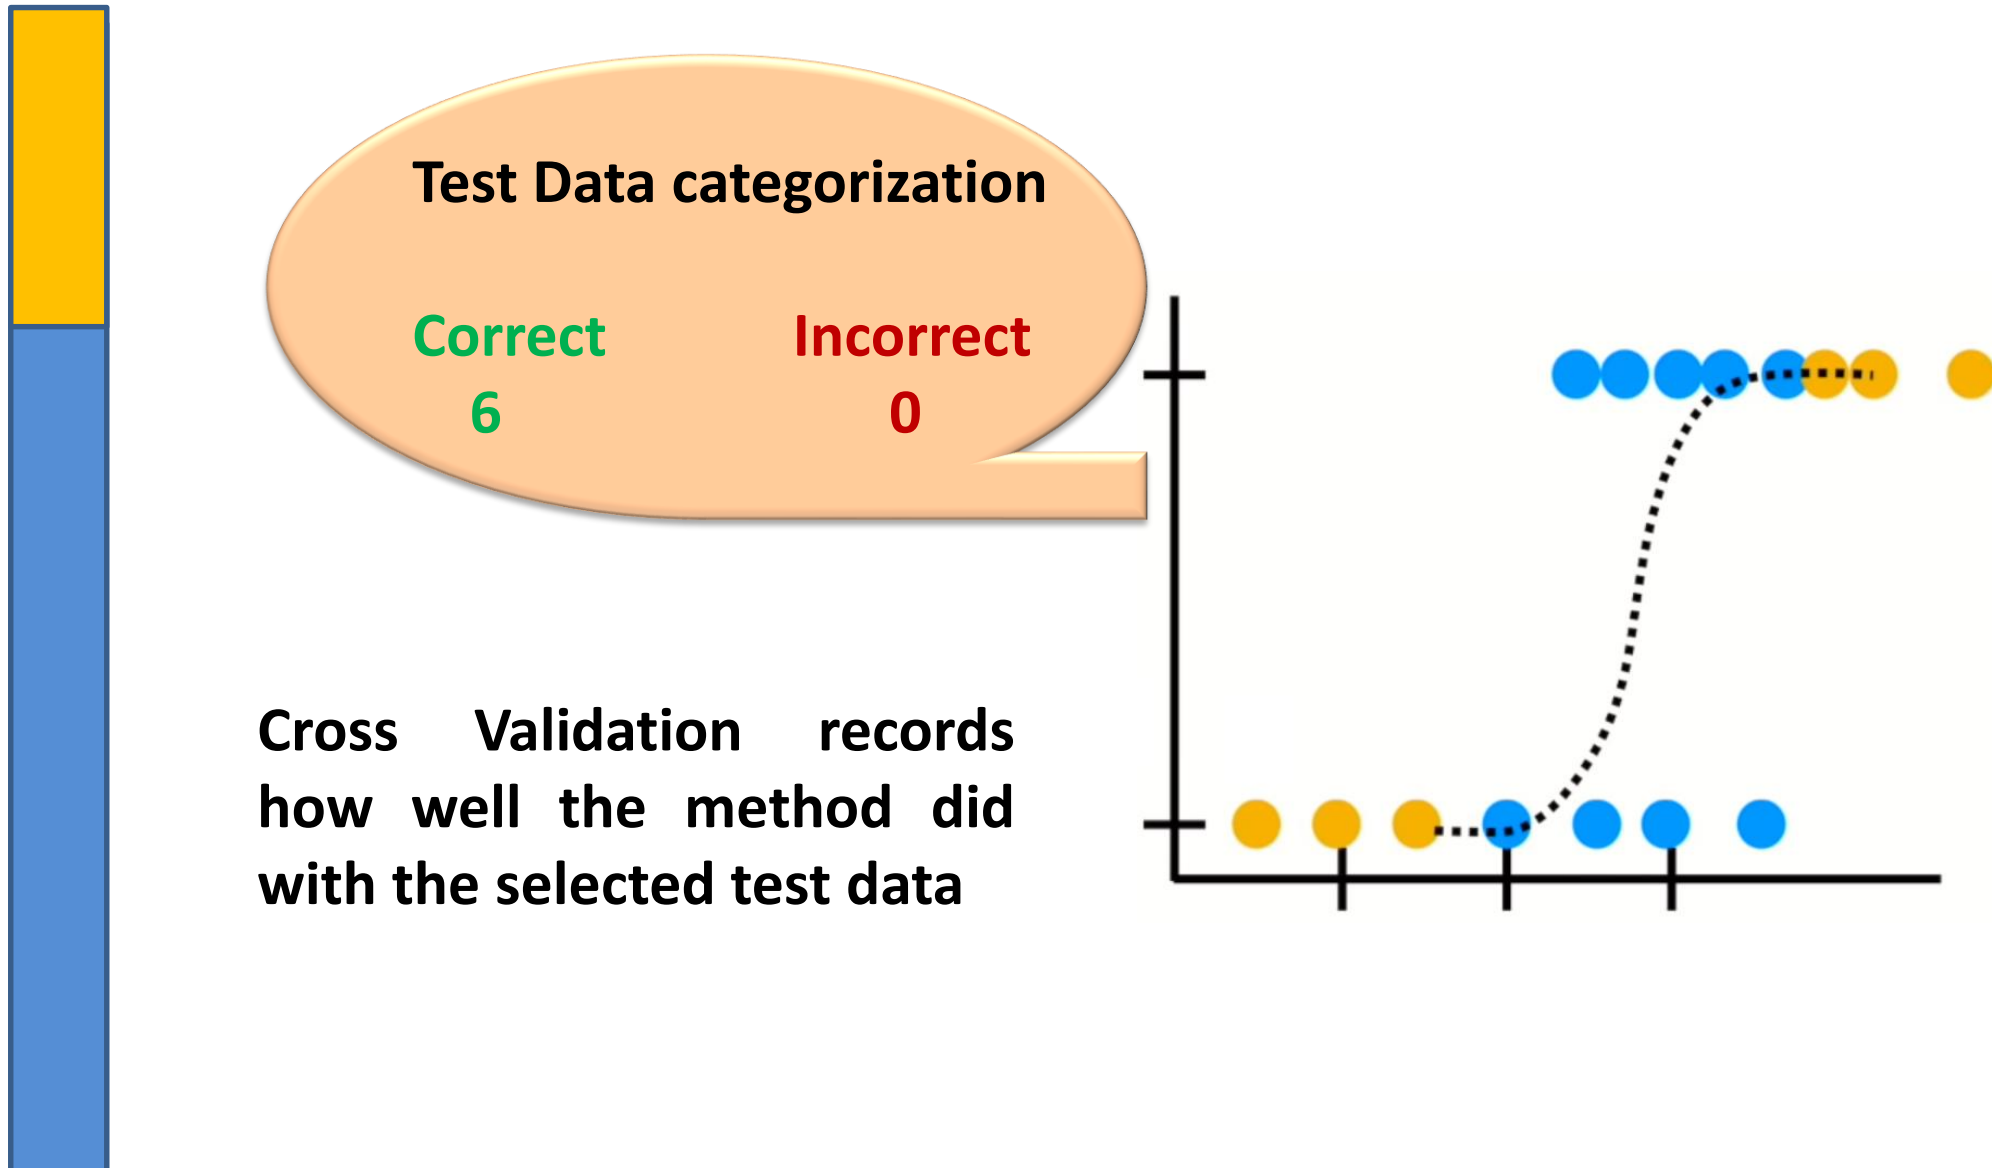 Test Data categorization
Correct Incorrect
6 0
Cross Validation records
how well the method did
with the selected test data